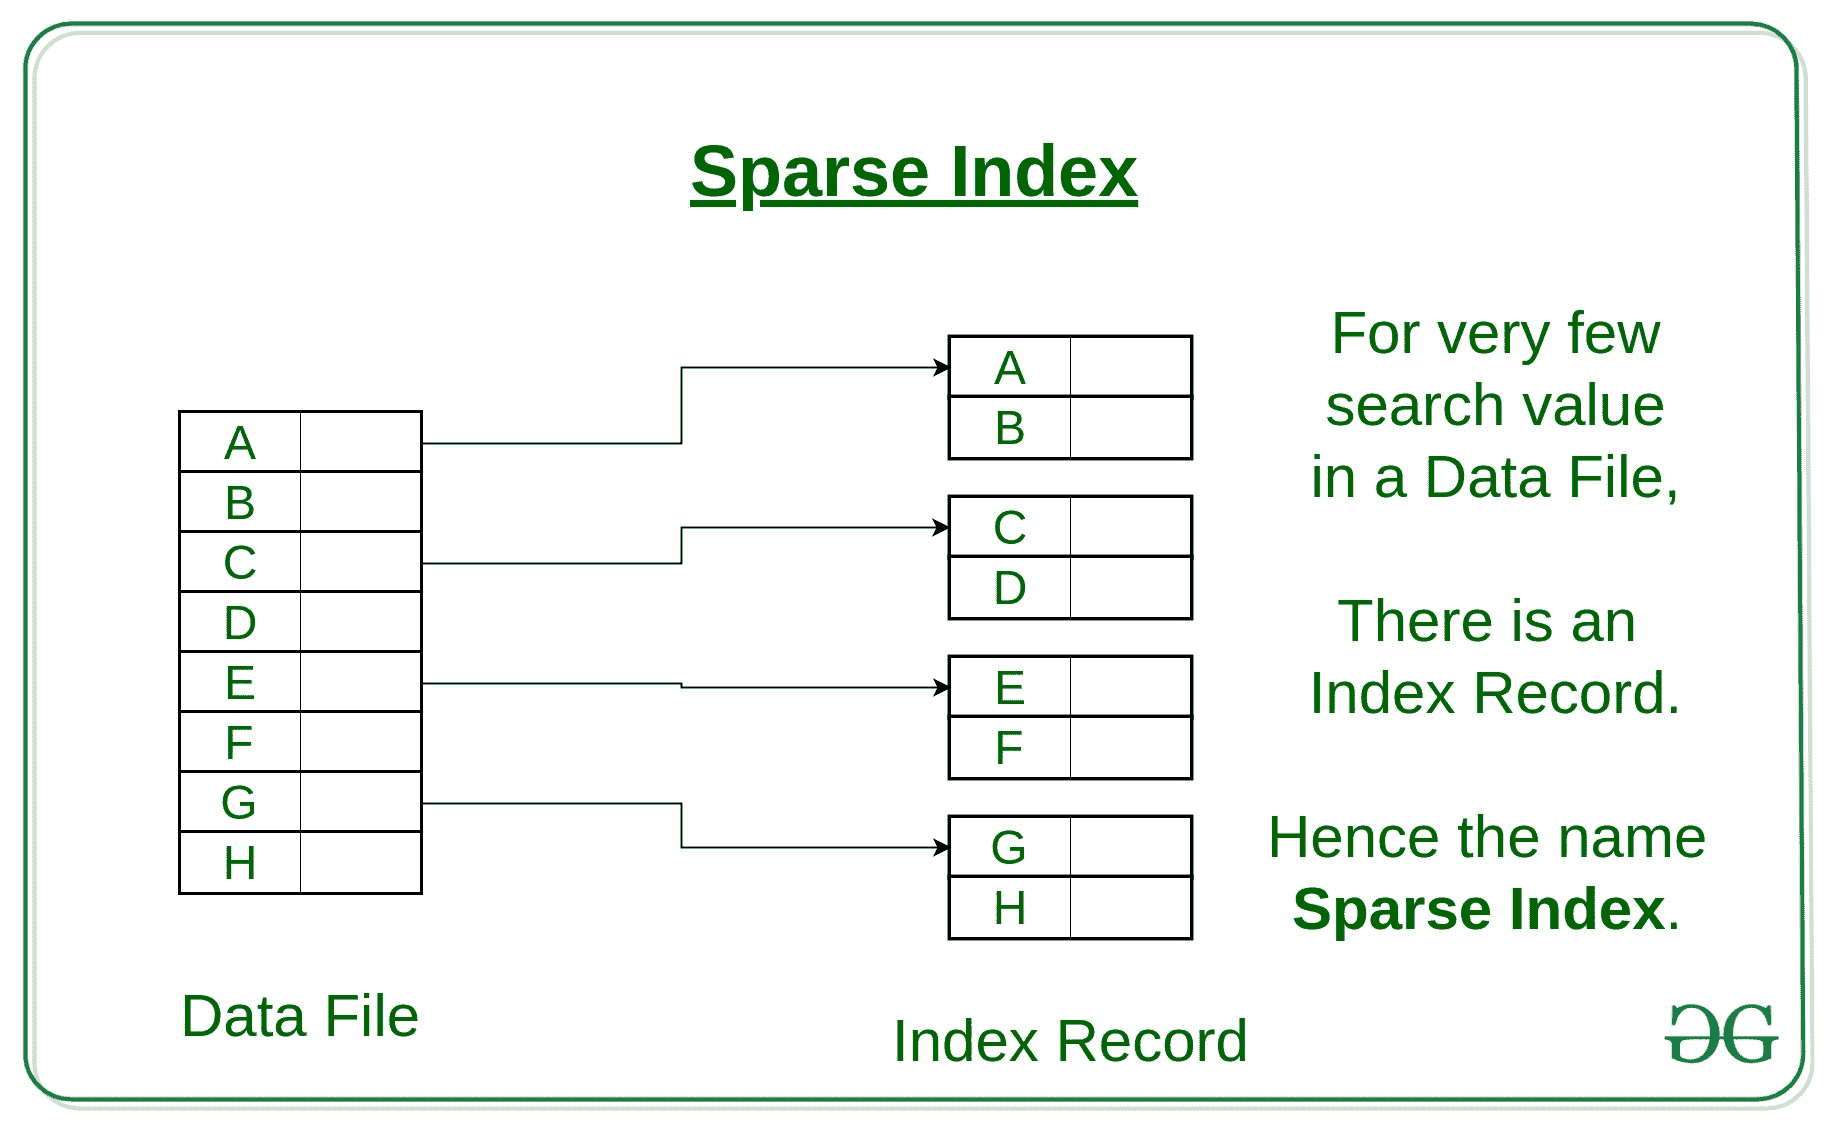 Sparse Index
A
B
C
D
E
F
G
H
Data File
A
B
C
D
E
F
G
H
Index Record
For very few
search value
in a Data File,
There is an
Index Record.
Hence the name
Sparse Index.